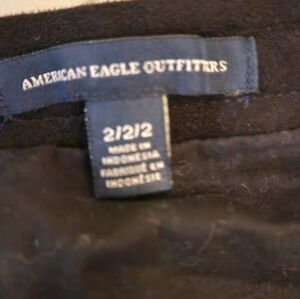 AMERICAN EAGLE OUTFITTERS
2/2/2
MADE IN
INDONESIA
FABRIQUÉ EN
INDONÉSIE